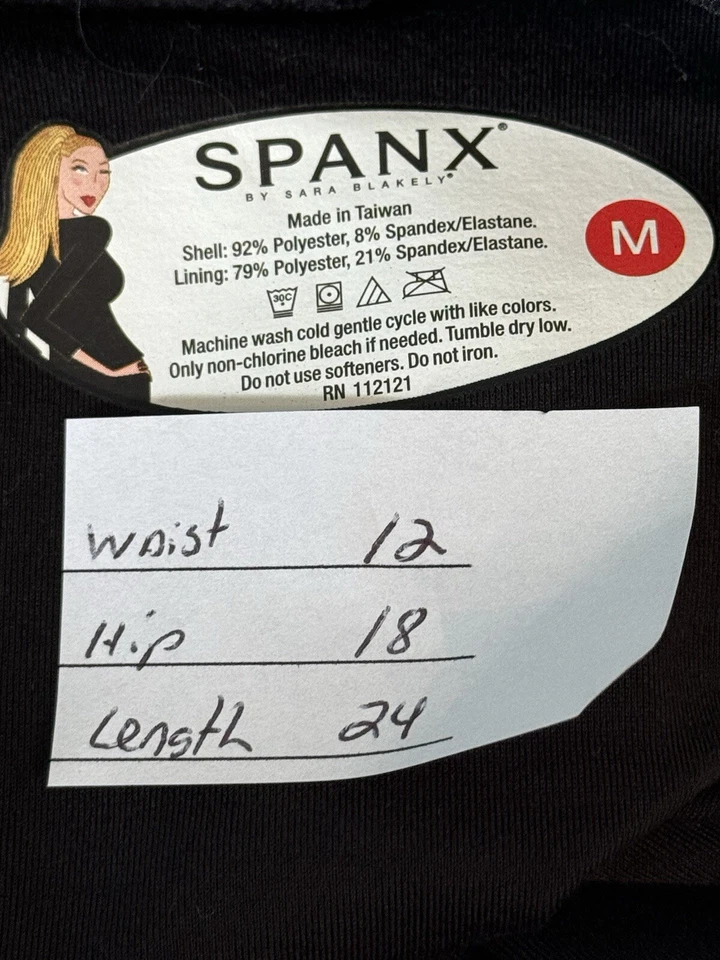 SPANX®
BY SARA BLAKELY®
Made in Taiwan
Shell: 92% Polyester, 8% Spandex/Elastane.
Lining: 79% Polyester, 21% Spandex/Elastane.
M
30C
Machine wash cold gentle cycle with like colors.
Only non-chlorine bleach if needed. Tumble dry low.
Do not use softeners. Do not iron.
RN 112121
Waist 12
Hip 18
Length 24